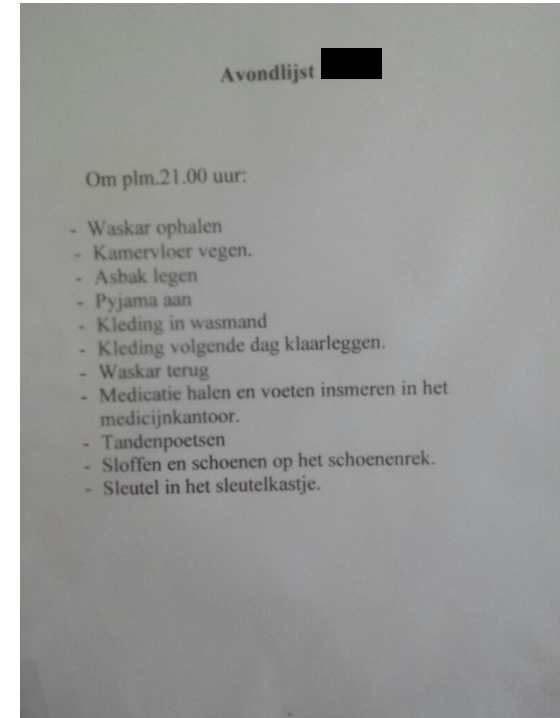 Avondlijst
Om plm.21.00 uur:
- Waskar ophalen
- Kamervloer vegen.
- Asbak legen
- Pyjama aan
- Kleding in wasmand
- Kleding volgende dag klaarleggen.
- Waskar terug
- Medicatie halen en voeten insmeren in het
medicijnkantoor.
- Tandenpoetsen
- Sloffen en schoenen op het schoenenrek.
- Sleutel in het sleutelkastje.